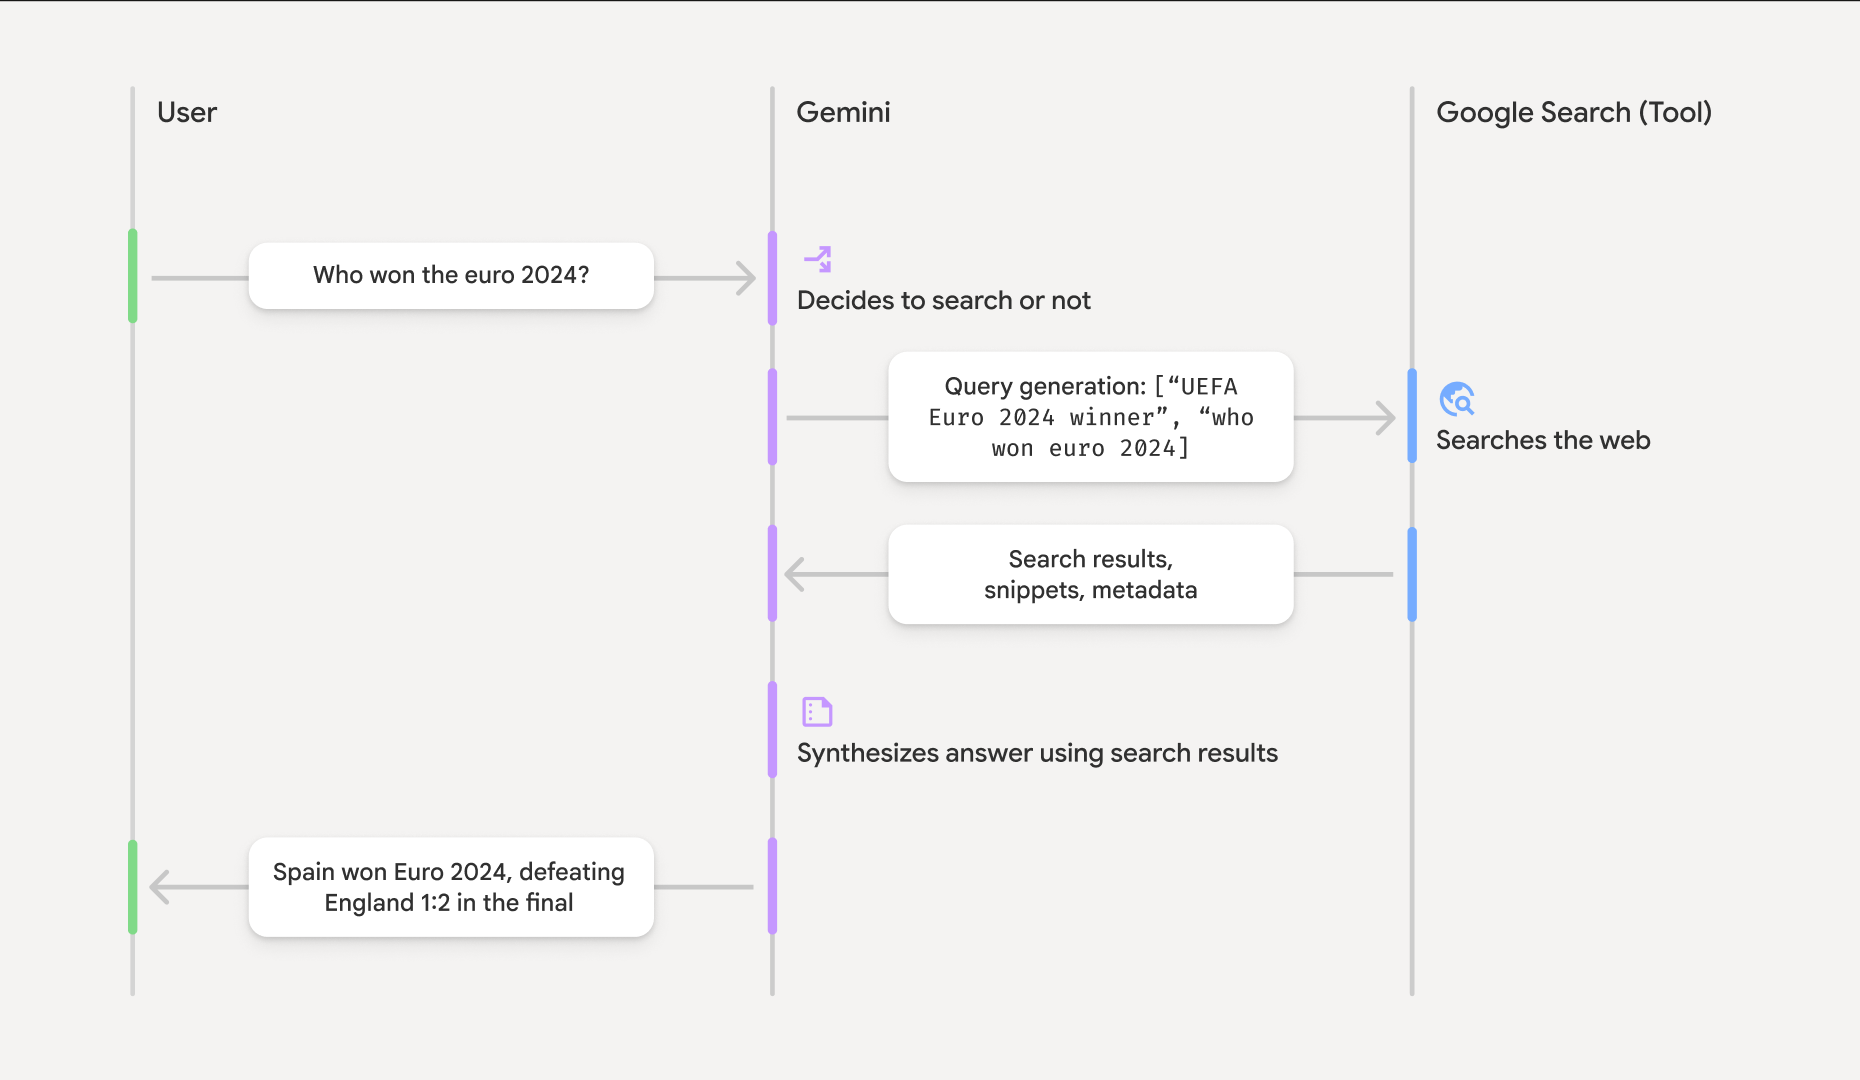 User
Gemini
Google Search (Tool)
Who won the euro 2024?
Decides to search or not
Query generation: [“UEFA
Euro 2024 winner”, “who
won euro 2024]
Searches the web
Search results,
snippets, metadata
Synthesizes answer using search results
Spain won Euro 2024, defeating
England 1:2 in the final